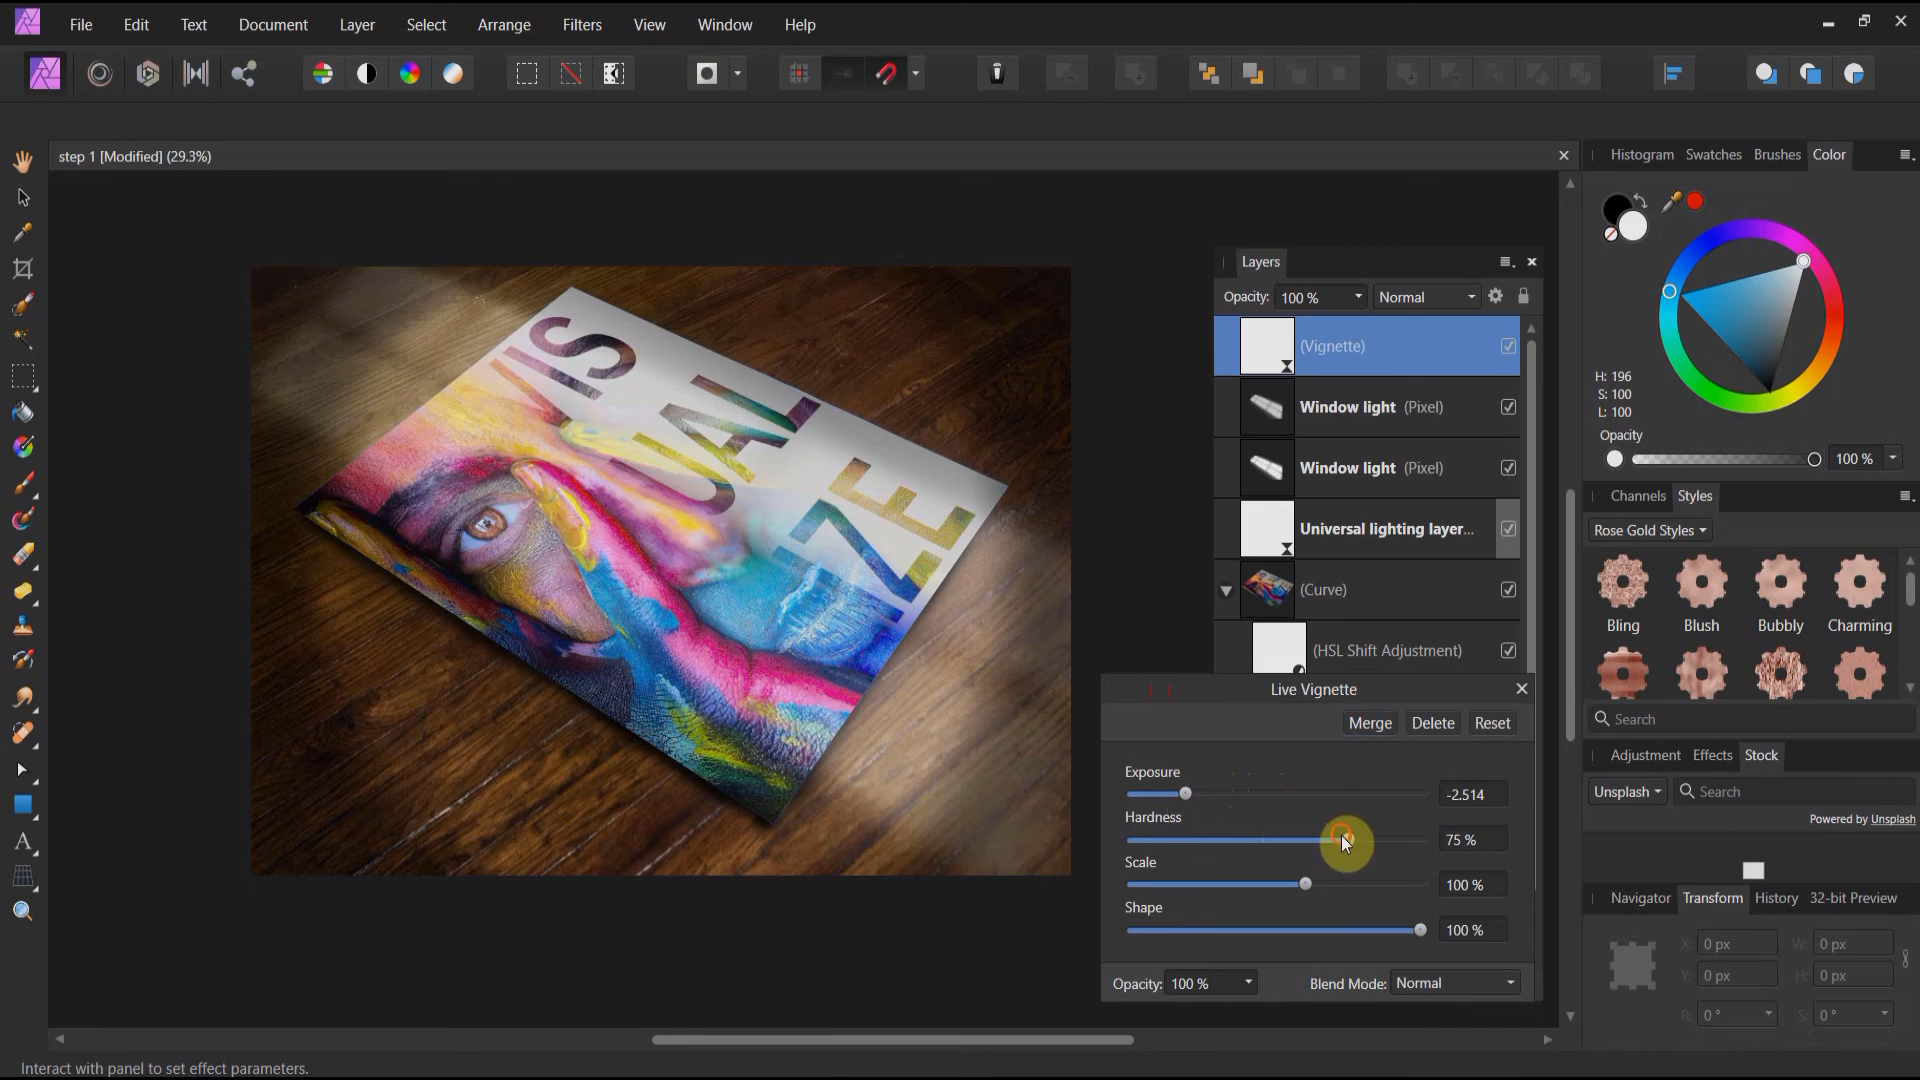 File Edit Text Document Layer Select Arrange Filters View Window Help
step 1 [Modified] (29.3%)
Histogram Swatches Brushes Color
H: 196
S: 100
L: 100
Opacity
100 %
Layers
Opacity: 100 % Normal
(Vignette)
Window light (Pixel)
Window light (Pixel)
Universal lighting layer...
(Curve)
(HSL Shift Adjustment)
VIS
UAL
IZE
Channels Styles
Rose Gold Styles
Bling Blush Bubbly Charming
Search
Adjustment Effects Stock
Unsplash Search
Powered by Unsplash
Live Vignette
Merge Delete Reset
Exposure
-2.514
Hardness
75 %
Scale
100 %
Shape
100 %
Opacity: 100 % Blend Mode: Normal
Navigator Transform History 32-bit Preview
X: 0 px W: 0 px
Y: 0 px H: 0 px
R: 0 ° S: 0 °
Interact with panel to set effect parameters.